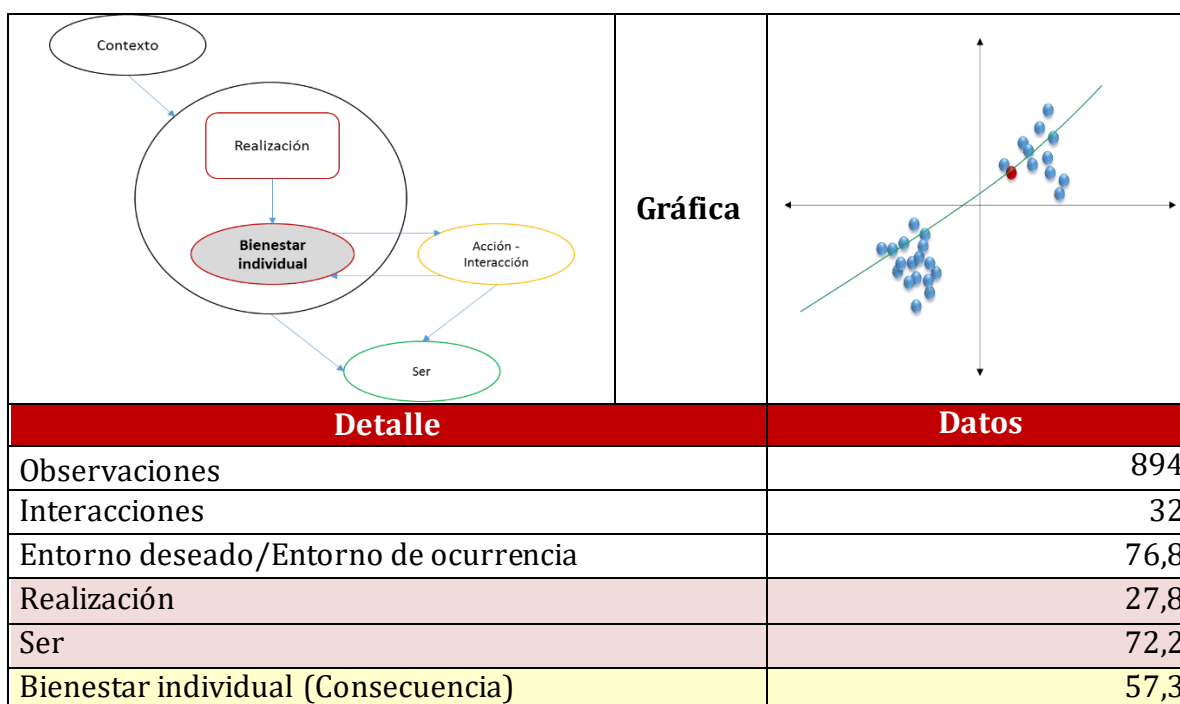 Contexto
Realización
Bienestar
individual
Acción -
Interacción
Ser
Gráfica
Detalle
Datos
Observaciones
894
Interacciones
32
Entorno deseado/Entorno de ocurrencia
76,8
Realización
27,8
Ser
72,2
Bienestar individual (Consecuencia)
57,3